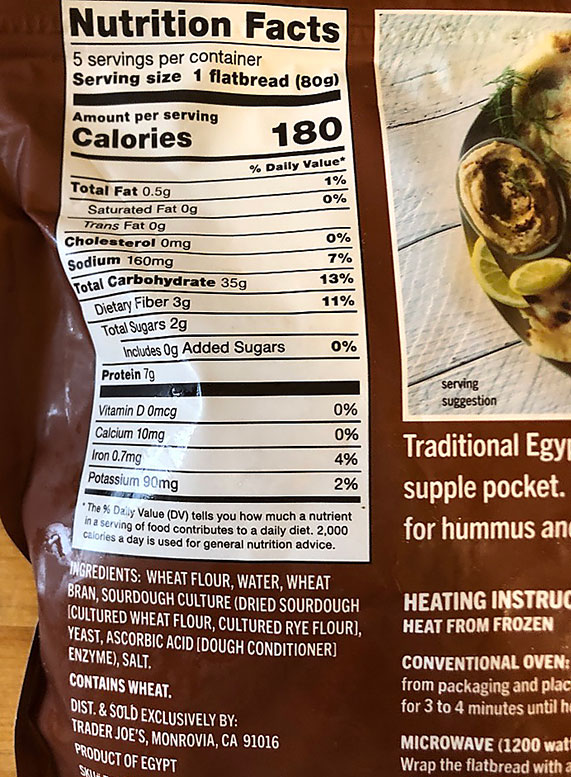 Nutrition Facts
5 servings per container
Serving size 1 flatbread (80g)
Amount per serving
Calories 180
% Daily Value*
Total Fat 0.5g 1%
Saturated Fat 0g 0%
Trans Fat 0g
Cholesterol 0mg 0%
Sodium 160mg 7%
Total Carbohydrate 35g 13%
Dietary Fiber 3g 11%
Total Sugars 2g
Includes 0g Added Sugars 0%
Protein 7g
Vitamin D 0mcg 0%
Calcium 10mg 0%
Iron 0.7mg 4%
Potassium 90mg 2%
* The % Daily Value (DV) tells you how much a nutrient
in a serving of food contributes to a daily diet. 2,000
calories a day is used for general nutrition advice.
INGREDIENTS: WHEAT FLOUR, WATER, WHEAT
BRAN, SOURDOUGH CULTURE (DRIED SOURDOUGH
[CULTURED WHEAT FLOUR, CULTURED RYE FLOUR],
YEAST, ASCORBIC ACID [DOUGH CONDITIONER]
ENZYME), SALT.
CONTAINS WHEAT.
DIST. & SOLD EXCLUSIVELY BY:
TRADER JOE'S, MONROVIA, CA 91016
PRODUCT OF EGYPT
serving
suggestion
Traditional
supple pocket.
for hummus
HEATING
HEAT FROM FROZEN
CONVENTIONAL OVEN:
from packaging and
for 3 to 4 minutes until
MICROWAVE (1200
Wrap the flatbread with